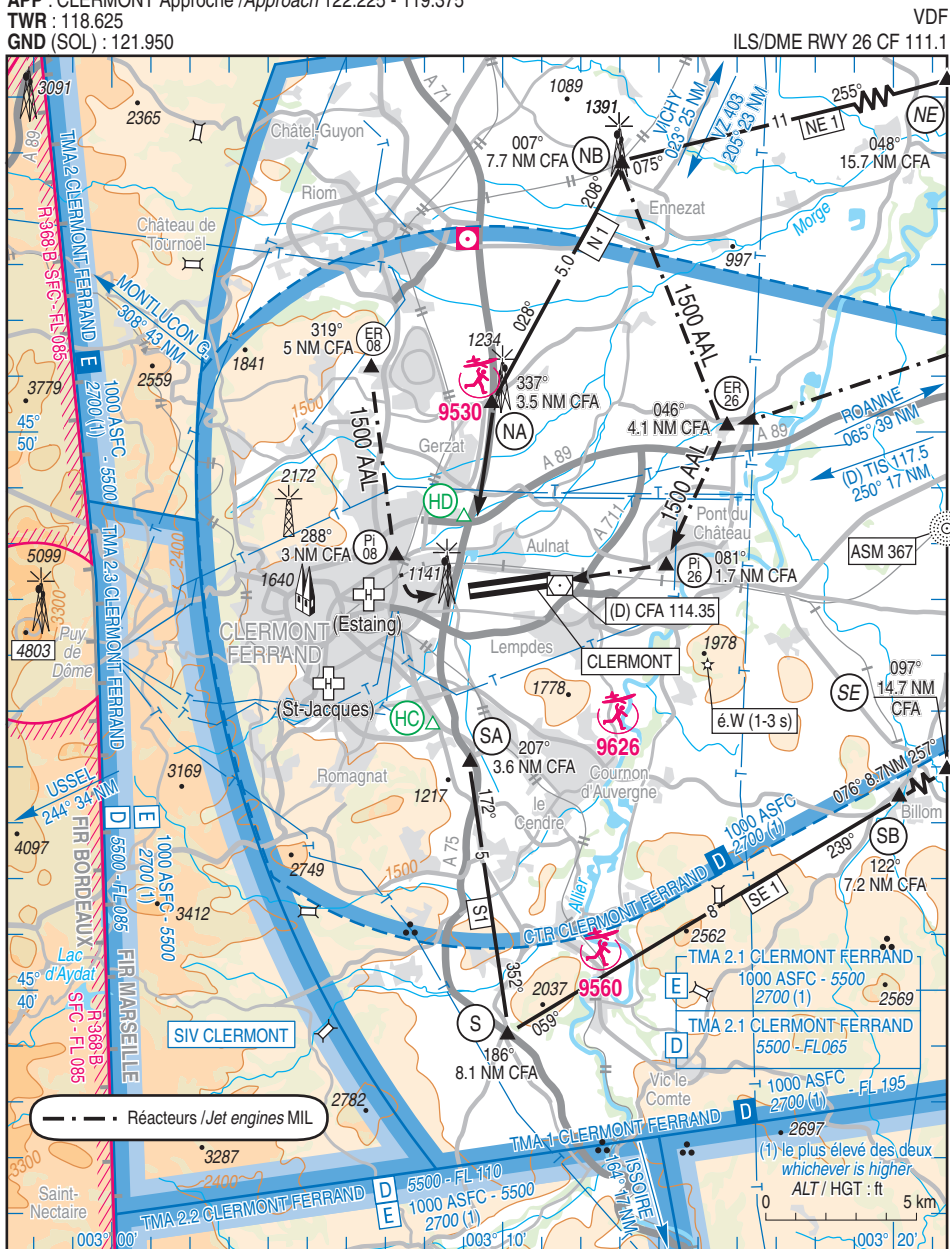 APP : CLERMONT Approche /Approach 122.225 - 119.375
TWR : 118.625
VDF
GND (SOL) : 121.950
ILS/DME RWY 26 CF 111.1
3091
A 89
2365
TMA 2 CLERMONT FERRAND
E
1000 ASFC - 5500
2700 (1)
R 368 B SFC - FL 085
Châtel-Guyon
A 71
1089
1391
007°
7.7 NM CFA
NB
075°
208°
VICHY
023° 25 NM
VZ 403
205° 23 NM
255°
11
NE 1
NE
048°
15.7 NM CFA
Riom
Ennezat
Morge
Château de
Tournoël
N 1
5.0
028°
997
MONTLUCON G.
308° 43 NM
1500 AAL
319°
5 NM CFA
ER
08
1841
1234
3779
2559
1500
9530
337°
3.5 NM CFA
NA
ER
26
046°
4.1 NM CFA
ROANNE
065° 39 NM
A 89
45°
50'
1500 AAL
Gerzat
A 89
(D) TIS 117.5
250° 17 NM
2172
HD
A 711
1500 AAL
Pont du
Château
2400
288°
3 NM CFA
Pi
08
Aulnat
ASM 367
5099
3300
1640
1141
Pi
26
081°
1.7 NM CFA
(Estaing)
(D) CFA 114.35
Puy
de
Dôme
4803
CLERMONT
FERRAND
Lempdes
CLERMONT
1978
TMA 2.3 CLERMONT FERRAND
(St-Jacques)
1778
SE
097°
14.7 NM
CFA
HC
9626
é.W (1-3 s)
SA
207°
3.6 NM CFA
3169
Romagnat
1217
172°
le
Cendre
Cournon
d'Auvergne
076° 8.7NM 257°
Billom
USSEL
244° 34 NM
4097
FIR BORDEAUX
D
5500 - FL 085
E
1000 ASFC - 5500
2700 (1)
A 75
5
1000 ASFC
2700 (1)
D
SB
122°
7.2 NM CFA
239°
2749
1500
S1
Allier
CTR CLERMONT FERRAND
SE 1
8
3412
2562
Lac
d'Aydat
FIR MARSEILLE
45°
40'
352°
2037
9560
TMA 2.1 CLERMONT FERRAND
E
1000 ASFC - 5500
2700 (1)
2569
TMA 2.1 CLERMONT FERRAND
D
5500 - FL065
R 368 B
SFC - FL 085
SIV CLERMONT
S
059°
186°
8.1 NM CFA
Vic le
Comte
1000 ASFC
2700 (1)
- FL 195
2782
Réacteurs /Jet engines MIL
D
TMA 1 CLERMONT FERRAND
2697
3287
(1) le plus élevé des deux
whichever is higher
ALT / HGT : ft
3300
2400
D
5500 - FL 110
TMA 2.2 CLERMONT FERRAND
E
1000 ASFC - 5500
2700 (1)
ISSOIRE
164° 17 NM
Saint-
Nectaire
0
5 km
003° 00'
003° 10'
003° 20'